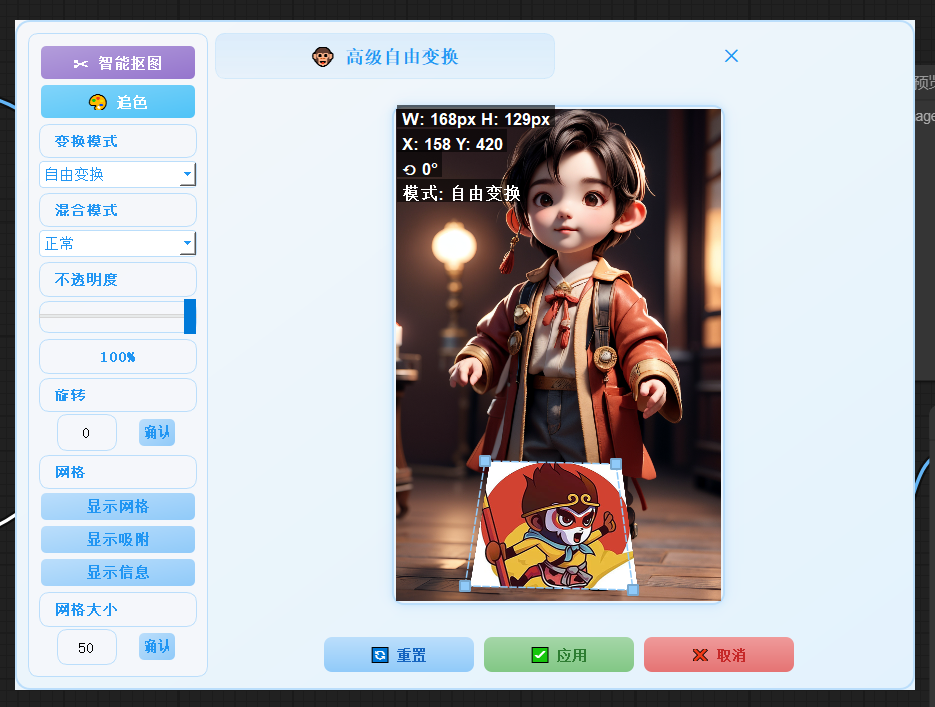 智能抠图
追色
变换模式
自由变换
混合模式
正常
不透明度
100%
旋转
0
确认
网格
显示网格
显示吸附
显示信息
网格大小
50
确认
高级自由变换
W: 168px H: 129px
X: 158 Y: 420
⟲ 0°
模式: 自由变换
重置
应用
取消
预览
age